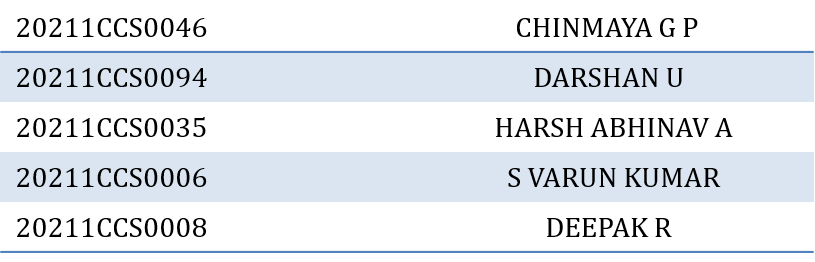 20211CCS0046 CHINMAYA G P
20211CCS0094 DARSHAN U
20211CCS0035 HARSH ABHINAV A
20211CCS0006 S VARUN KUMAR
20211CCS0008 DEEPAK R